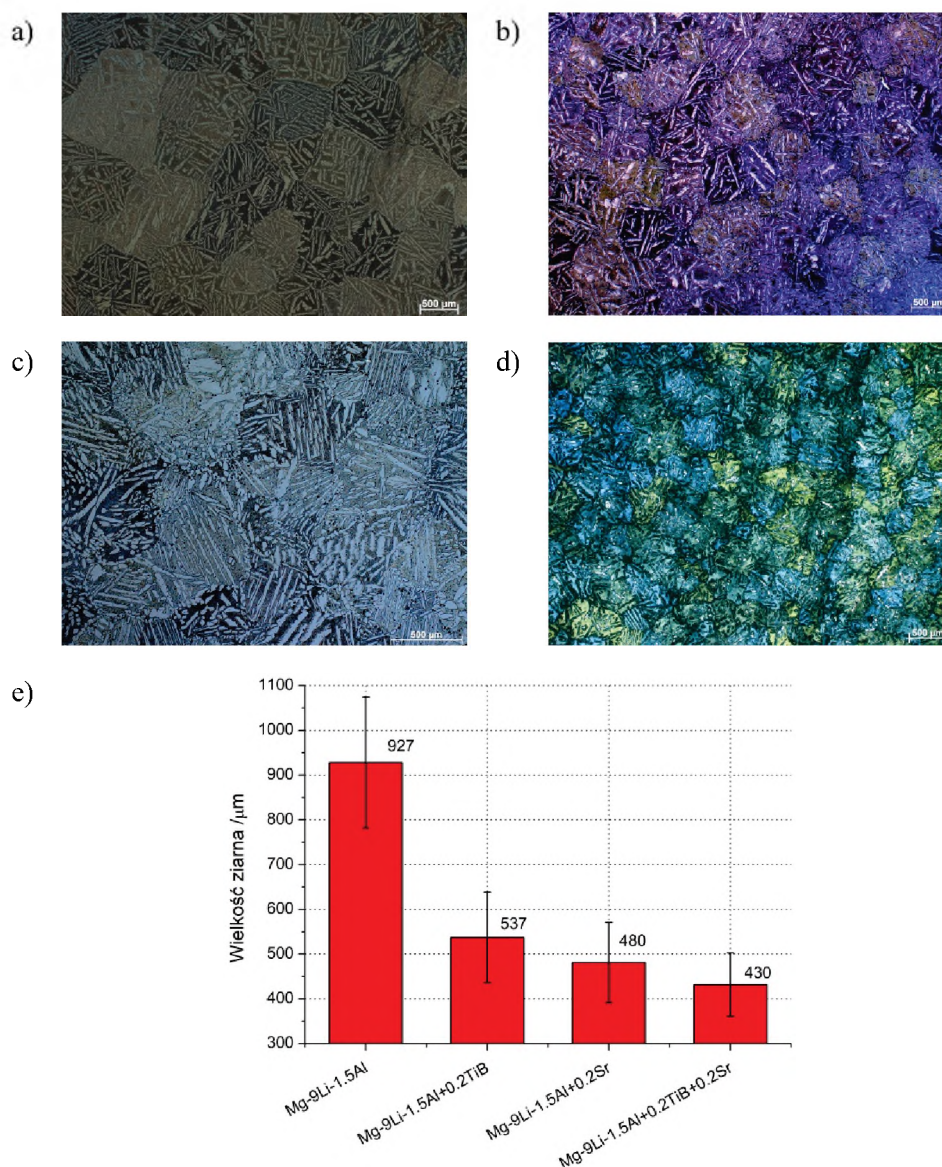 a)
b)
500 µm
500 µm
c)
d)
500 µm
500 µm
e)
1100
1000
900
800
700
600
500
400
300
Wielkość ziarna /µm
927
537
480
430
Mg-9Li-1.5Al
Mg-9Li-1.5Al+0.2TiB
Mg-9Li-1.5Al+0.2Sr
Mg-9Li-1.5Al+0.2TiB+0.2Sr